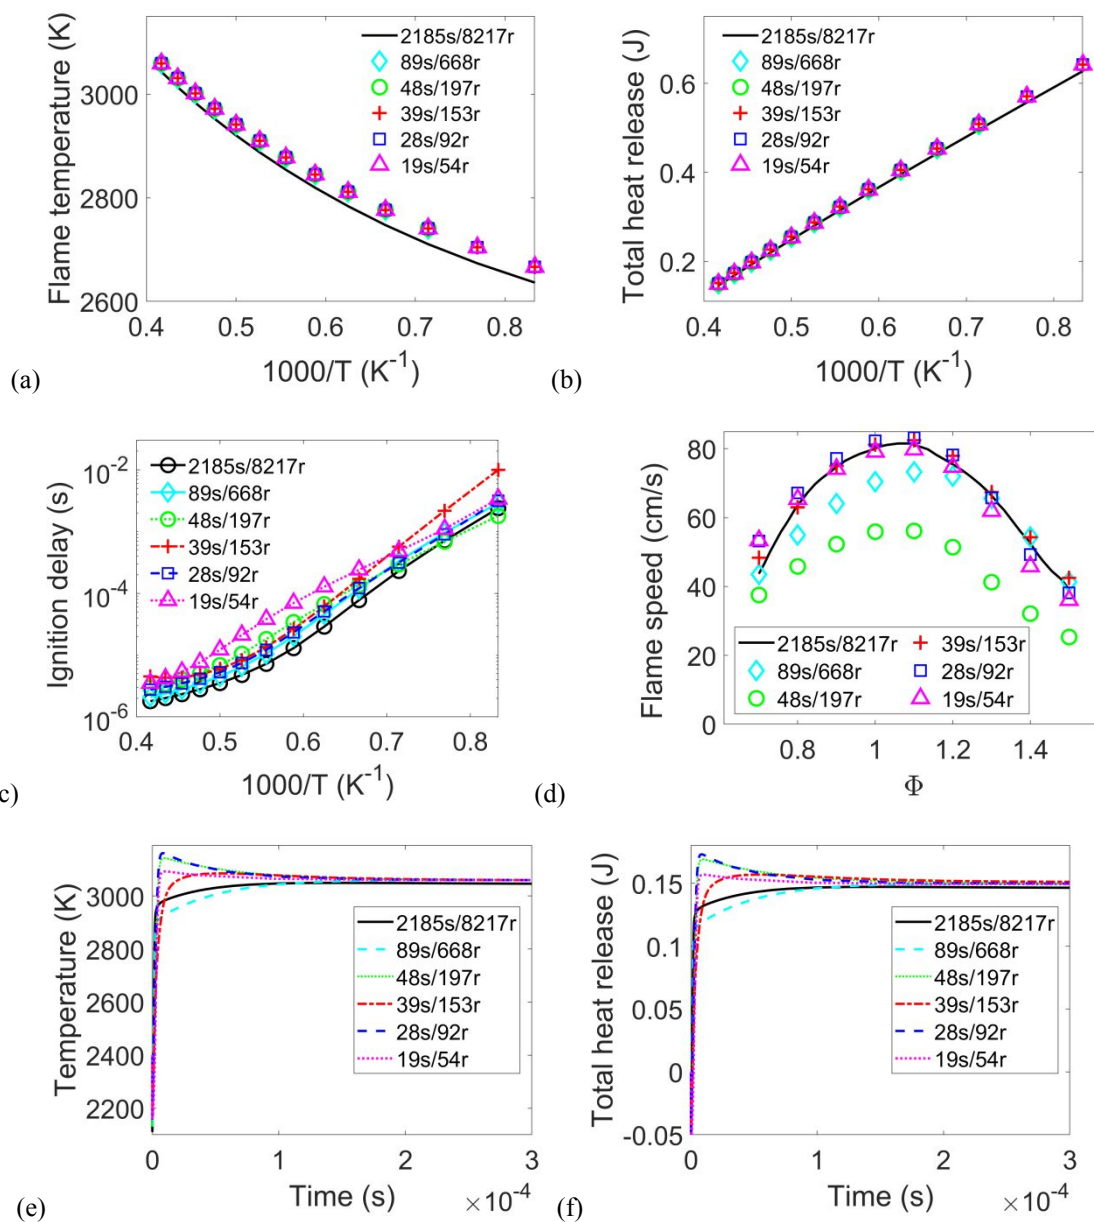 Flame temperature (K)
3000
2800
2600
0.4 0.5 0.6 0.7 0.8
1000/T (K-1)
2185s/8217r
89s/668r
48s/197r
39s/153r
28s/92r
19s/54r
(a)
Total heat release (J)
0.6
0.4
0.2
0.4 0.5 0.6 0.7 0.8
1000/T (K-1)
2185s/8217r
89s/668r
48s/197r
39s/153r
28s/92r
19s/54r
(b)
Ignition delay (s)
10-2
10-4
10-6
0.4 0.5 0.6 0.7 0.8
1000/T (K-1)
2185s/8217r
89s/668r
48s/197r
39s/153r
28s/92r
19s/54r
c)
Flame speed (cm/s)
80
60
40
20
0
0.8 1 1.2 1.4
Φ
2185s/8217r
89s/668r
48s/197r
39s/153r
28s/92r
19s/54r
(d)
Temperature (K)
3000
2800
2600
2400
2200
0 1 2 3
Time (s)
×10-4
2185s/8217r
89s/668r
48s/197r
39s/153r
28s/92r
19s/54r
(e)
Total heat release (J)
0.15
0.1
0.05
0
-0.05
0 1 2 3
Time (s)
×10-4
2185s/8217r
89s/668r
48s/197r
39s/153r
28s/92r
19s/54r
(f)